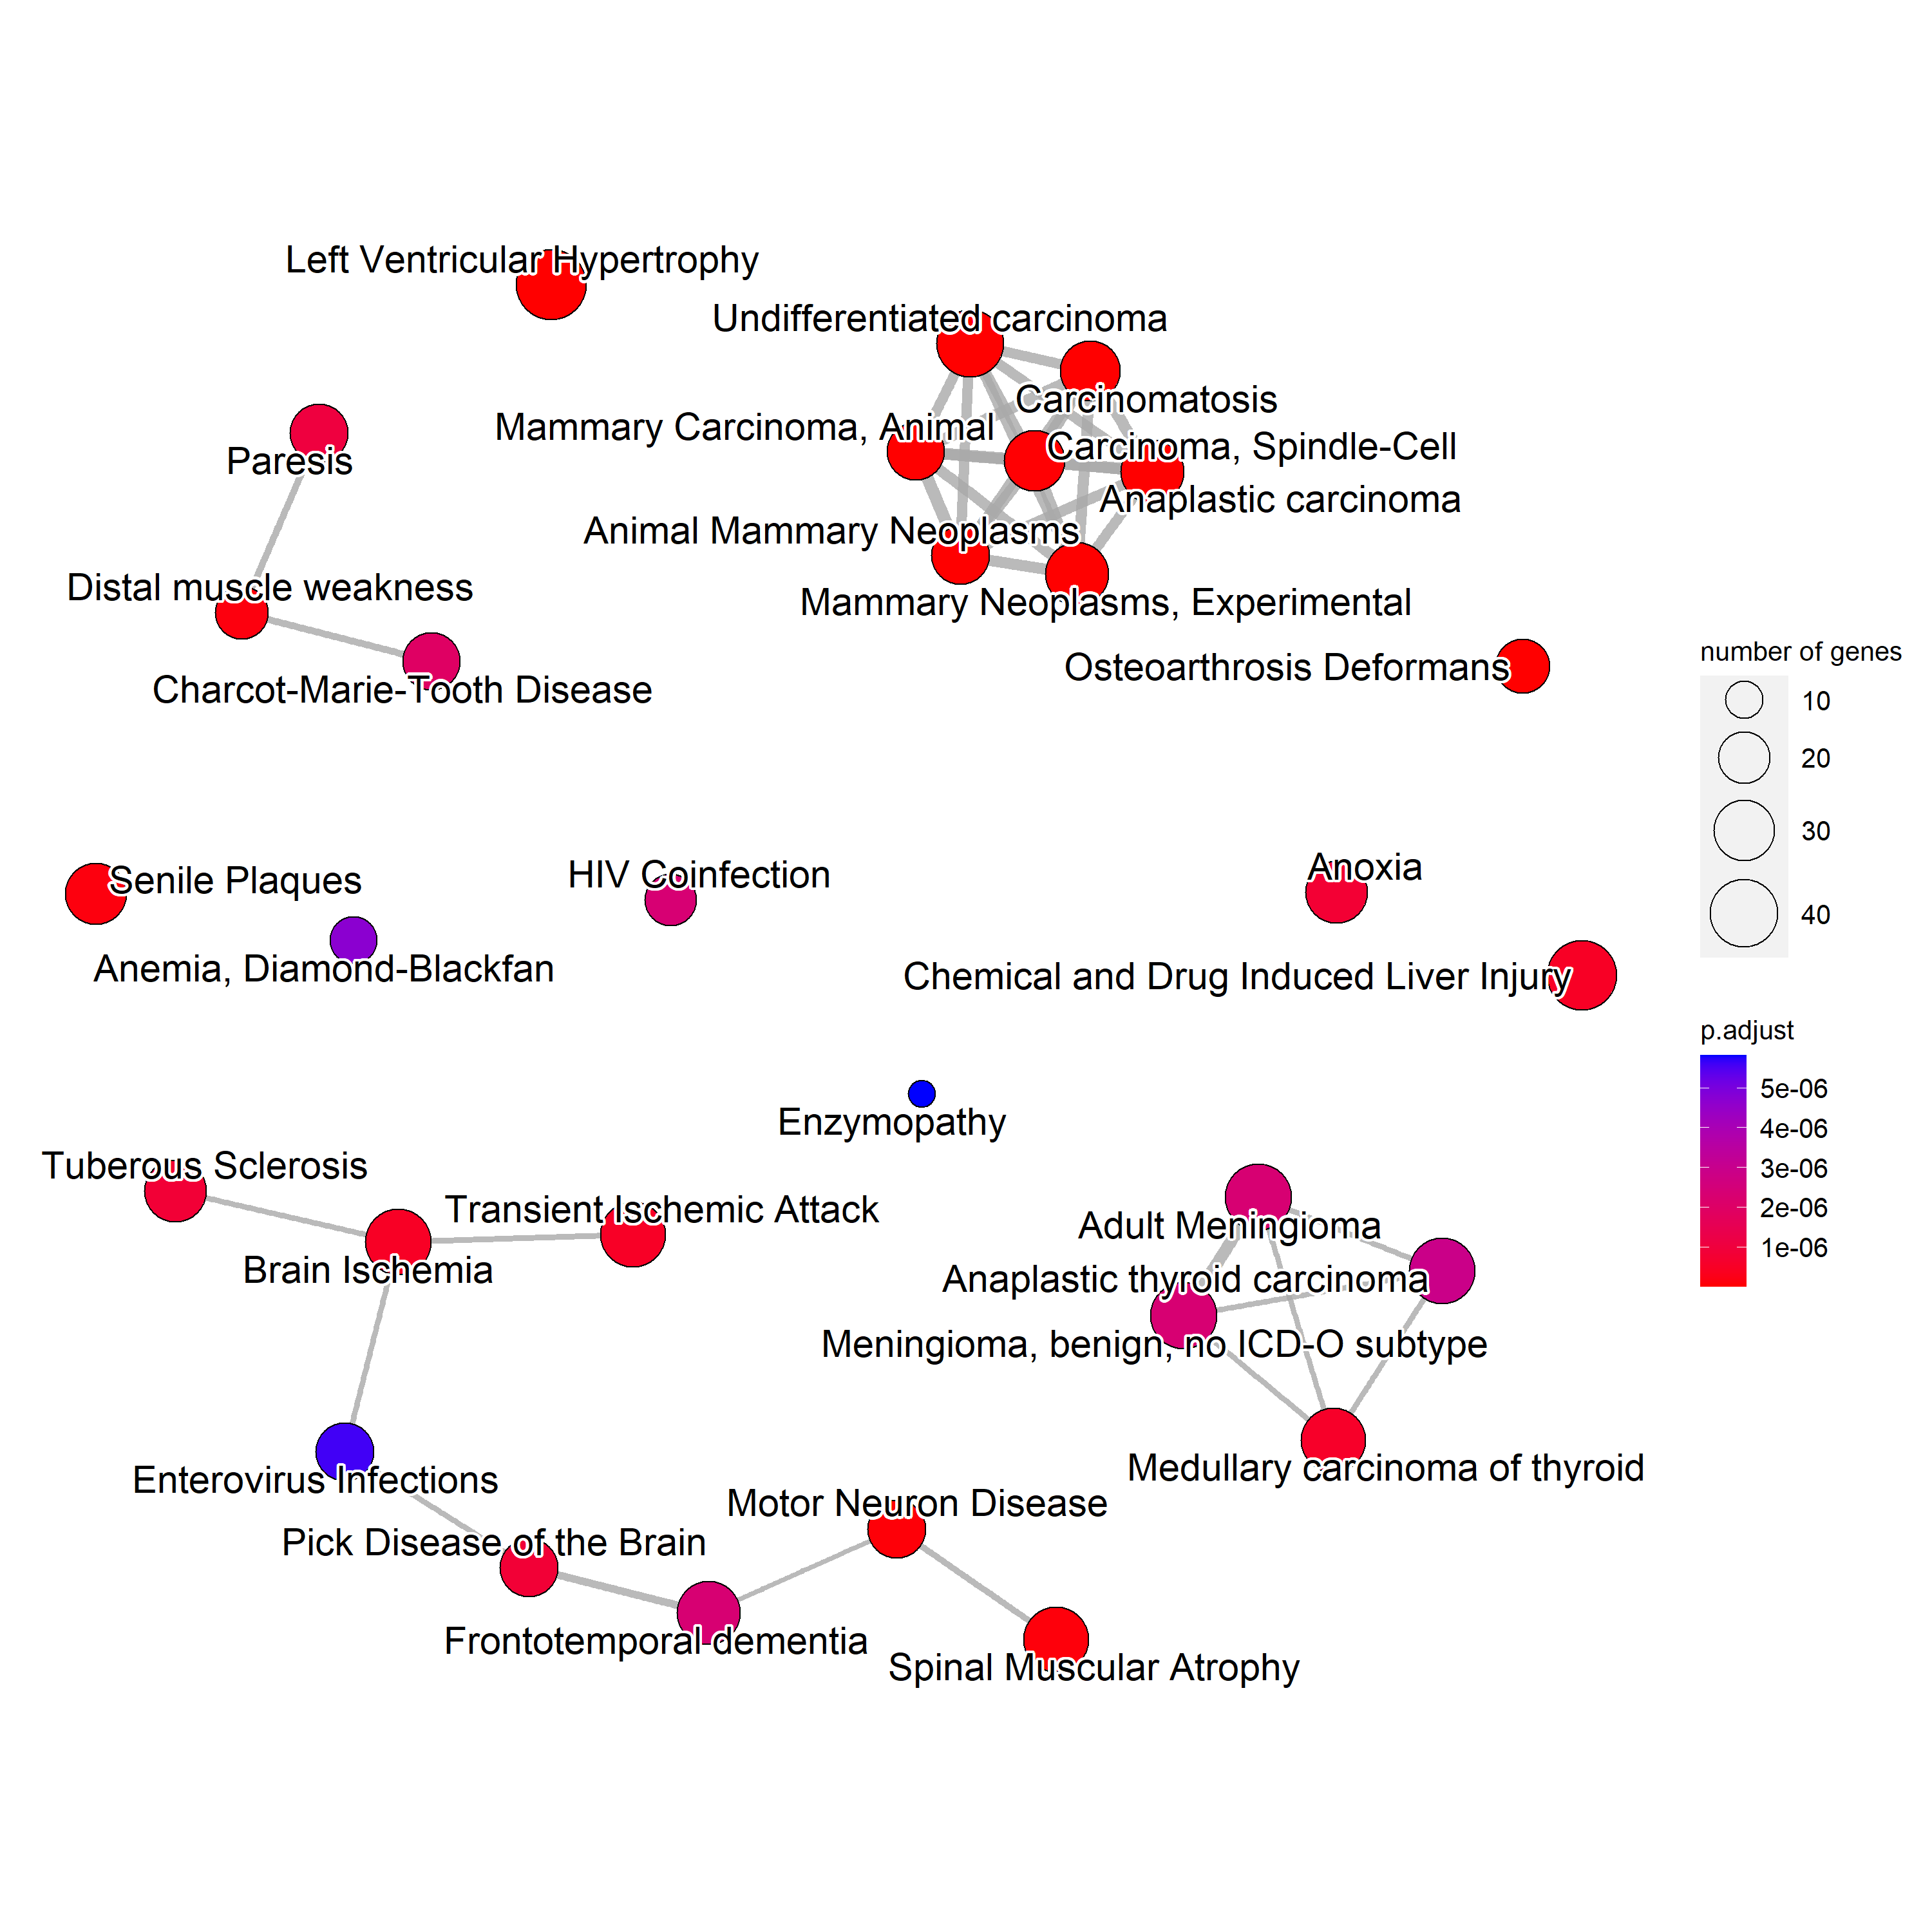 Left Ventricular Hypertrophy
Undifferentiated carcinoma
Carcinomatosis
Mammary Carcinoma, Animal
Carcinoma, Spindle-Cell
Paresis
Anaplastic carcinoma
Animal Mammary Neoplasms
Distal muscle weakness
Mammary Neoplasms, Experimental
Osteoarthrosis Deformans
Charcot-Marie-Tooth Disease
number of genes
10
20
30
40
Senile Plaques
HIV Coinfection
Anoxia
Anemia, Diamond-Blackfan
Chemical and Drug Induced Liver Injury
p.adjust
5e-06
4e-06
3e-06
2e-06
1e-06
Enzymopathy
Tuberous Sclerosis
Transient Ischemic Attack
Adult Meningioma
Brain Ischemia
Anaplastic thyroid carcinoma
Meningioma, benign, no ICD-O subtype
Medullary carcinoma of thyroid
Enterovirus Infections
Motor Neuron Disease
Pick Disease of the Brain
Frontotemporal dementia
Spinal Muscular Atrophy